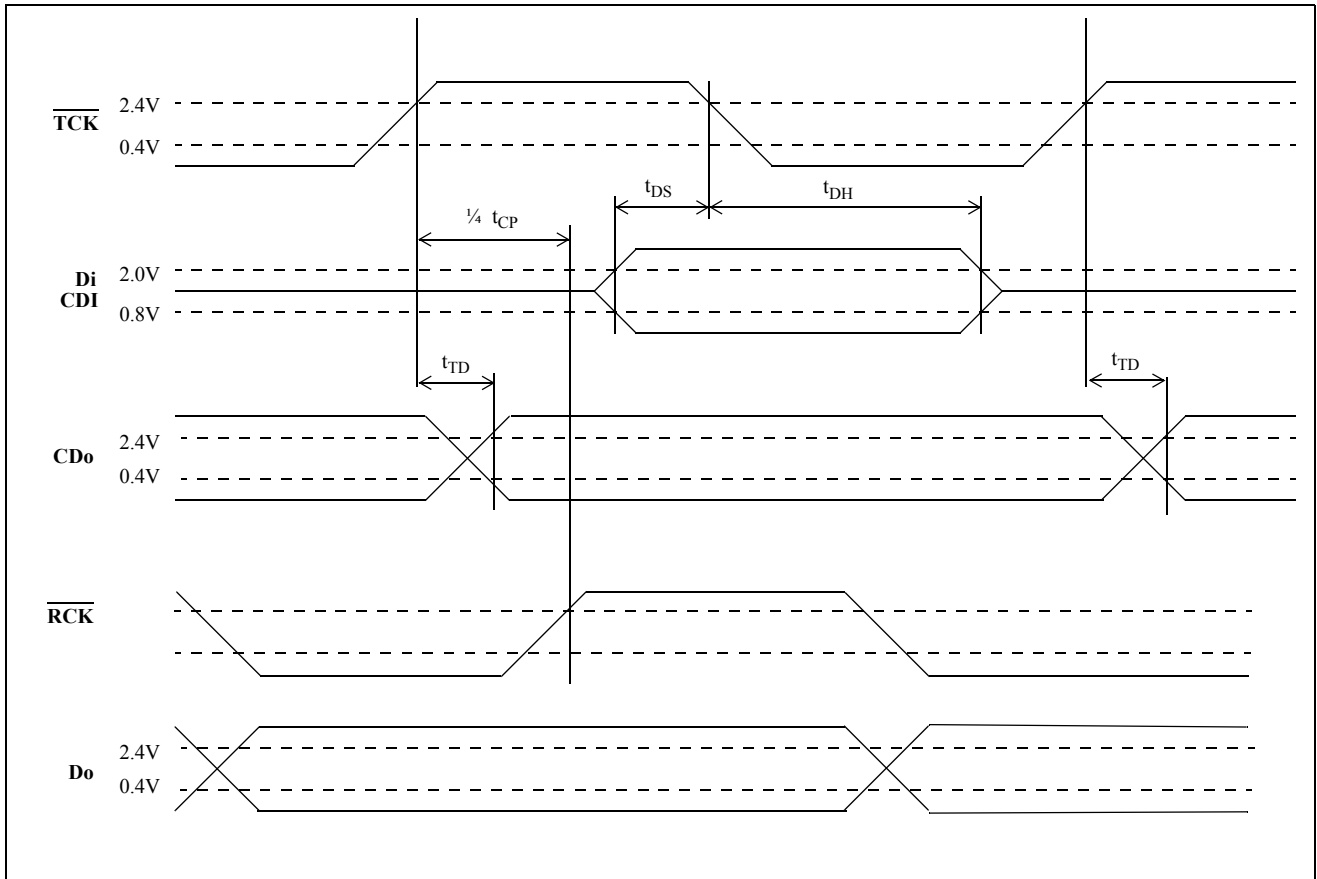 TCK
2.4V
0.4V
tDS
tDH
¼ tCP
Di
CDI
2.0V
0.8V
tTD
tTD
CDo
2.4V
0.4V
RCK
Do
2.4V
0.4V